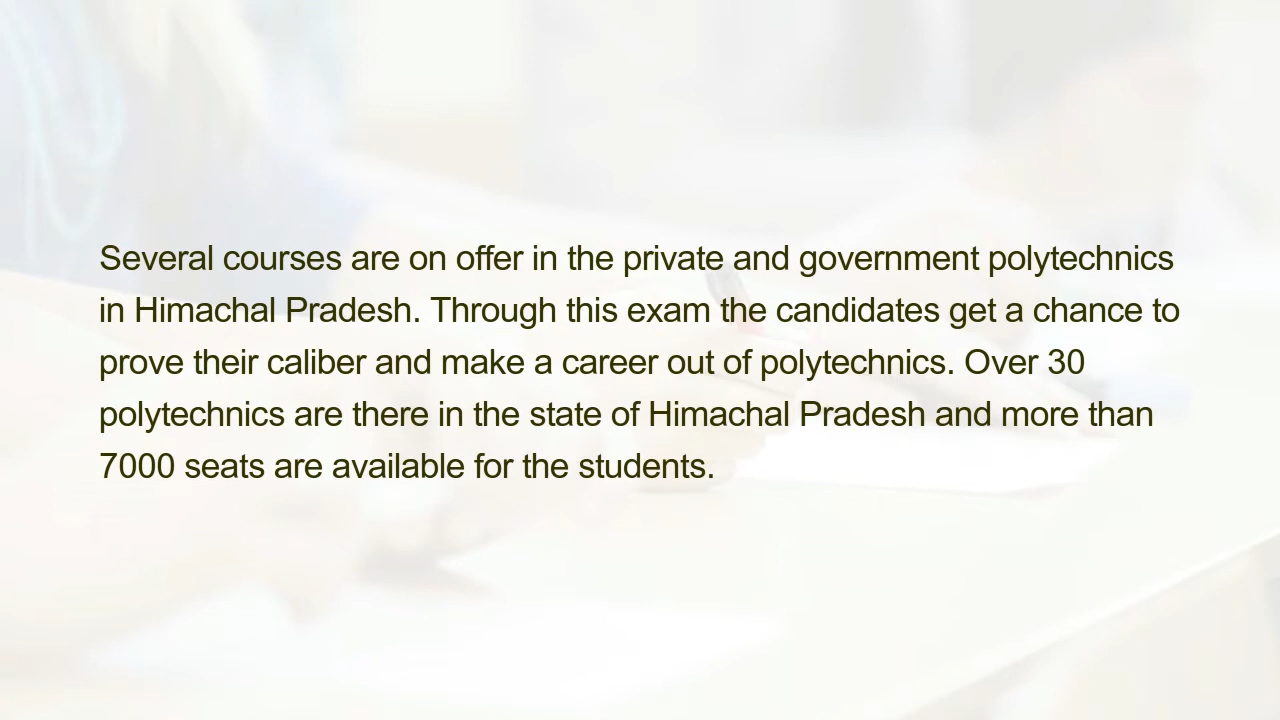 Several courses are on offer in the private and government polytechnics
in Himachal Pradesh. Through this exam the candidates get a chance to
prove their caliber and make a career out of polytechnics. Over 30
polytechnics are there in the state of Himachal Pradesh and more than
7000 seats are available for the students.